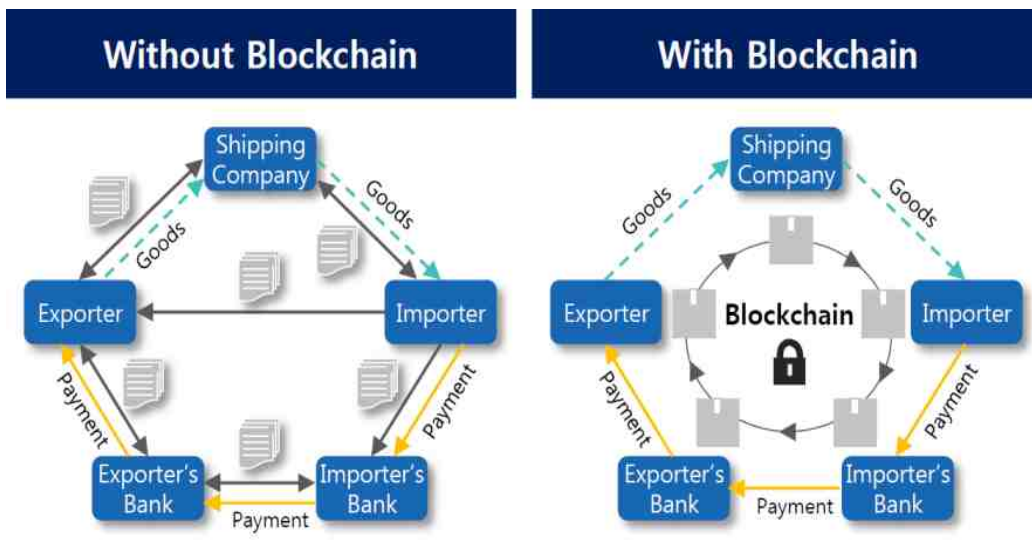 Without Blockchain
Shipping
Company
Goods
Goods
Exporter
Importer
Payment
Payment
Exporter's
Bank
Importer's
Bank
Payment
With Blockchain
Shipping
Company
Goods
Goods
Exporter
Blockchain
Importer
Payment
Payment
Exporter's
Bank
Importer's
Bank
Payment